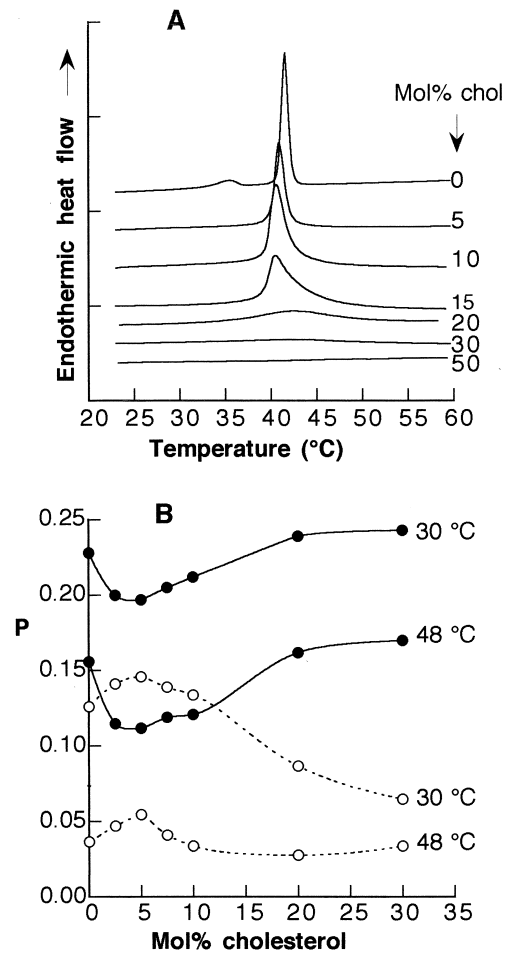 A
Endothermic heat flow
Mol% chol
0
5
10
15
20
30
50
20 25 30 35 40 45 50 55 60
Temperature (°C)
B
P
0.25
0.20
0.15
0.10
0.05
0.00
30 °C
48 °C
30 °C
48 °C
0 5 10 15 20 25 30 35
Mol% cholesterol